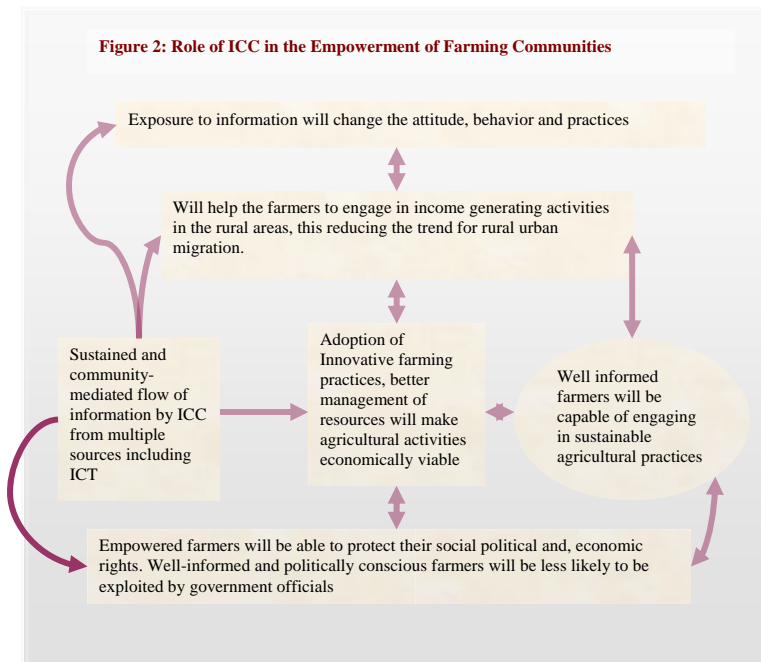 Figure 2: Role of ICC in the Empowerment of Farming Communities
Exposure to information will change the attitude, behavior and practices
Will help the farmers to engage in income generating activities
in the rural areas, this reducing the trend for rural urban
migration.
Sustained and
community-
mediated flow of
information by ICC
from multiple
sources including
ICT
Adoption of
Innovative farming
practices, better
management of
resources will make
agricultural activities
economically viable
Well informed
farmers will be
capable of engaging
in sustainable
agricultural practices
Empowered farmers will be able to protect their social political and, economic
rights. Well-informed and politically conscious farmers will be less likely to be
exploited by government officials